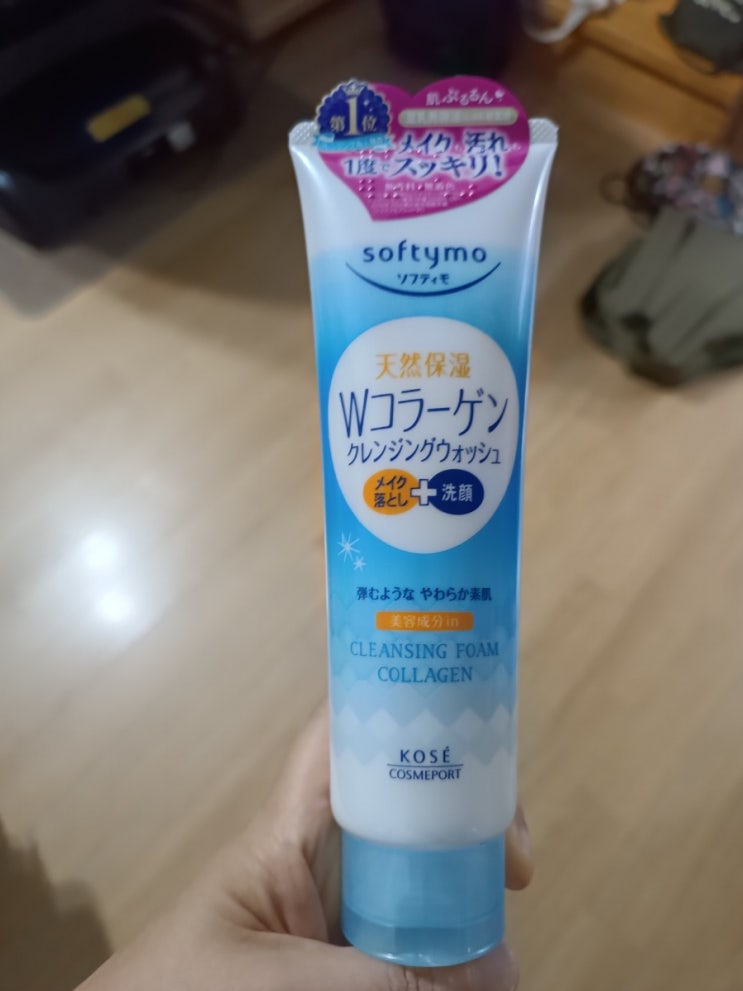 第1位
肌ぷるるん
メイクも汚れも
1度でスッキリ!
softymo
ソフティモ
天然保湿
Wコラーゲン
クレンジングウォッシュ
メイク
落とし
+
洗顔
弾むような やわらか素肌
美容成分in
CLEANSING FOAM
COLLAGEN
KOSÉ
COSMEPORT